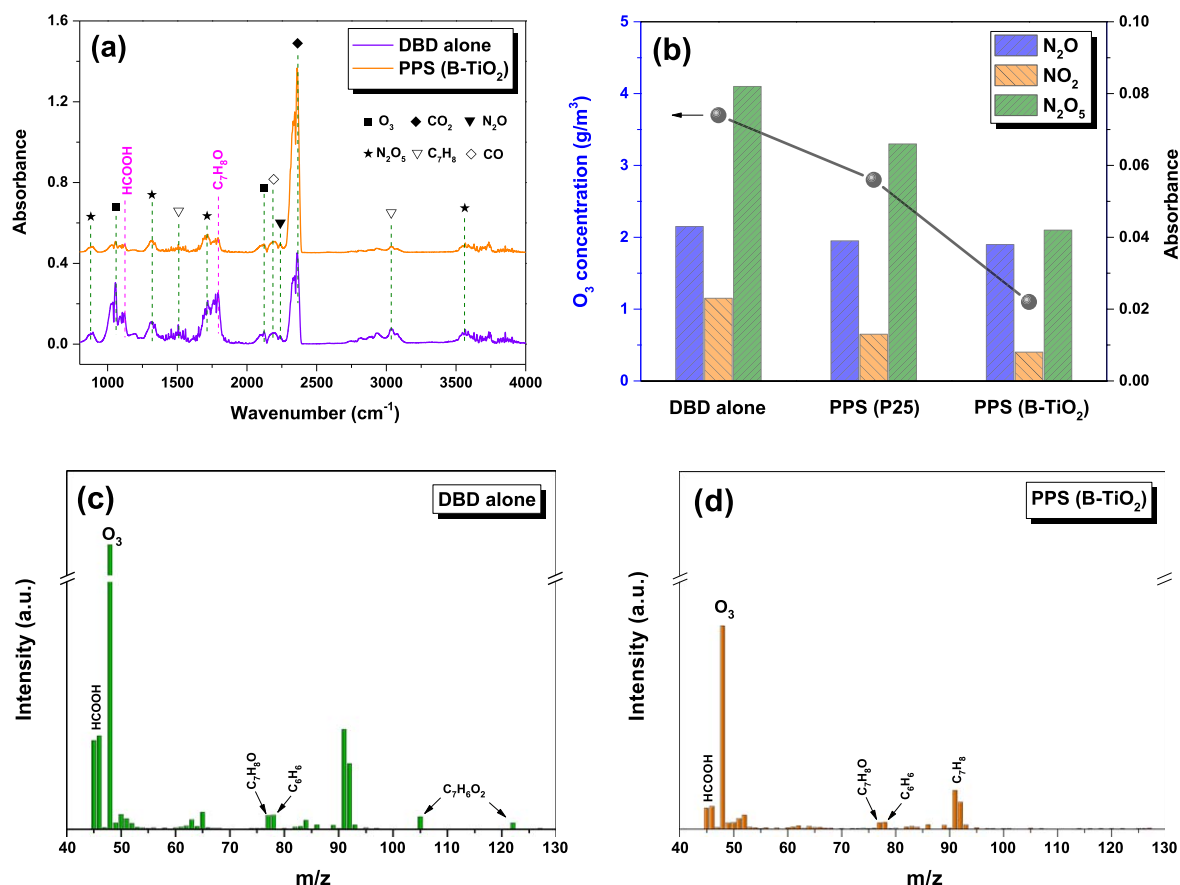 (a)
DBD alone
PPS (B-TiO₂)
O₃
CO₂
N₂O
N₂O₅
C₇H₈
CO
HCOOH
C₇H₈O
1.6
1.2
0.8
0.4
0.0
Absorbance
1000
1500
2000
2500
3000
3500
4000
Wavenumber (cm⁻¹)
(b)
N₂O
NO₂
N₂O₅
5
4
3
2
1
0
O₃ concentration (g/m³)
0.10
0.08
0.06
0.04
0.02
0.00
Absorbance
DBD alone
PPS (P25)
PPS (B-TiO₂)
(c)
DBD alone
O₃
HCOOH
C₇H₈O
C₆H₆
C₇H₆O₂
Intensity (a.u.)
40
50
60
70
80
90
100
110
120
130
m/z
(d)
PPS (B-TiO₂)
O₃
HCOOH
C₇H₈O
C₆H₆
C₇H₈
Intensity (a.u.)
40
50
60
70
80
90
100
110
120
130
m/z